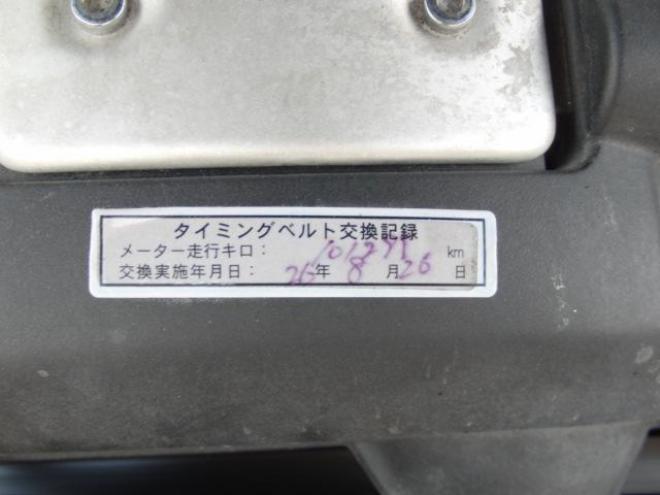 タイミングベルト交換記録
メーター走行キロ: km
交換実施年月日: 26年 8月26日